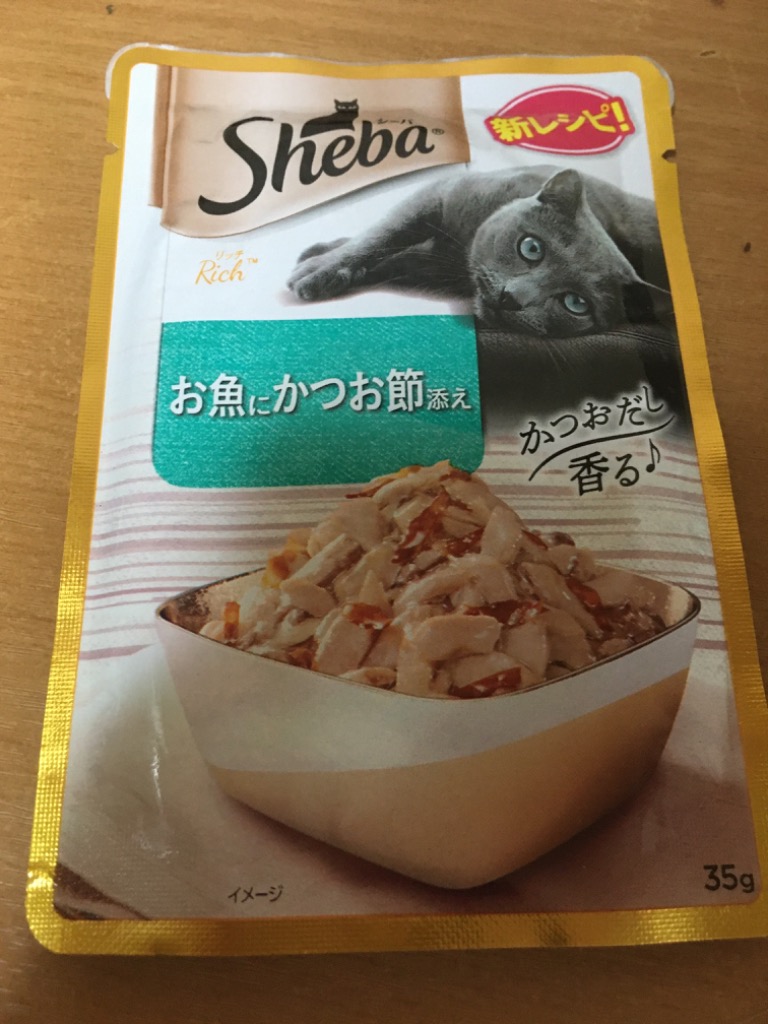 シーバ
Sheba®
新レシピ!
リッチ
Rich™
お魚にかつお節添え
かつおだし
香る♪
イメージ
35g